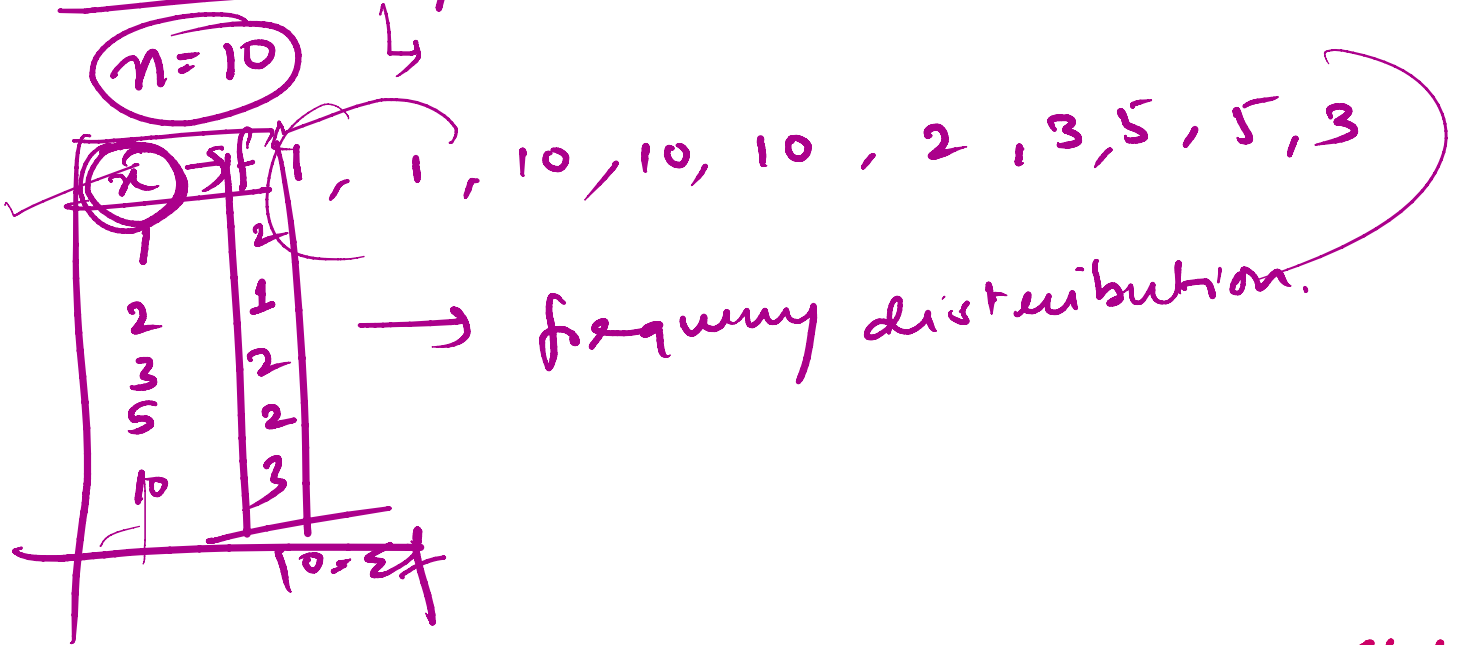 n=10
x → f
1, 1, 10, 10, 10, 2, 3, 5, 5, 3
1 2
2 1
3 2
5 2
10 3
→ frequency distribution.
10 = Σf